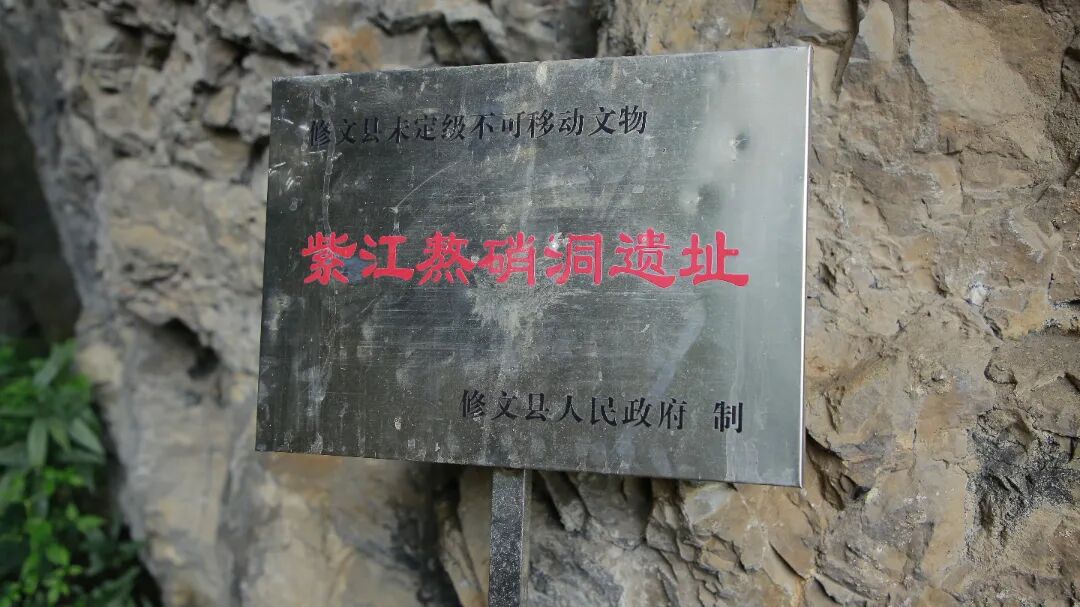 修文县未定级不可移动文物
紫江熬硝洞遗址
修文县人民政府 制